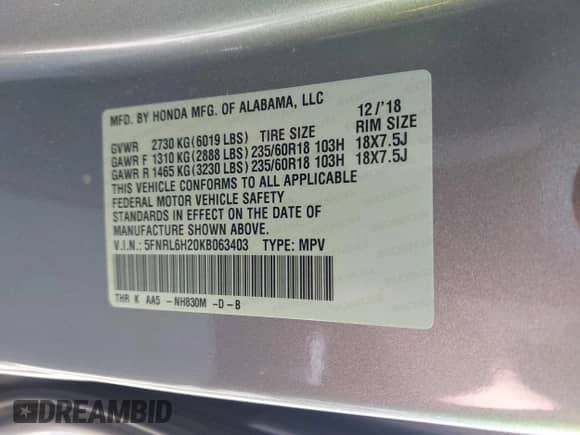 MFD. BY HONDA MFG. OF ALABAMA, LLC 12/'18
GVWR 2730 KG(6019 LBS) TIRE SIZE RIM SIZE
GAWR F 1310 KG(2888 LBS) 235/60R18 103H 18X7.5J
GAWR R 1465 KG(3230 LBS) 235/60R18 103H 18X7.5J
THIS VEHICLE CONFORMS TO ALL APPLICABLE
FEDERAL MOTOR VEHICLE SAFETY
STANDARDS IN EFFECT ON THE DATE OF
MANUFACTURE SHOWN ABOVE.
V.I.N.: 5FNRL6H20KB063403 TYPE: MPV
THR K AA5 -NH830M -D-B
DREAMBID